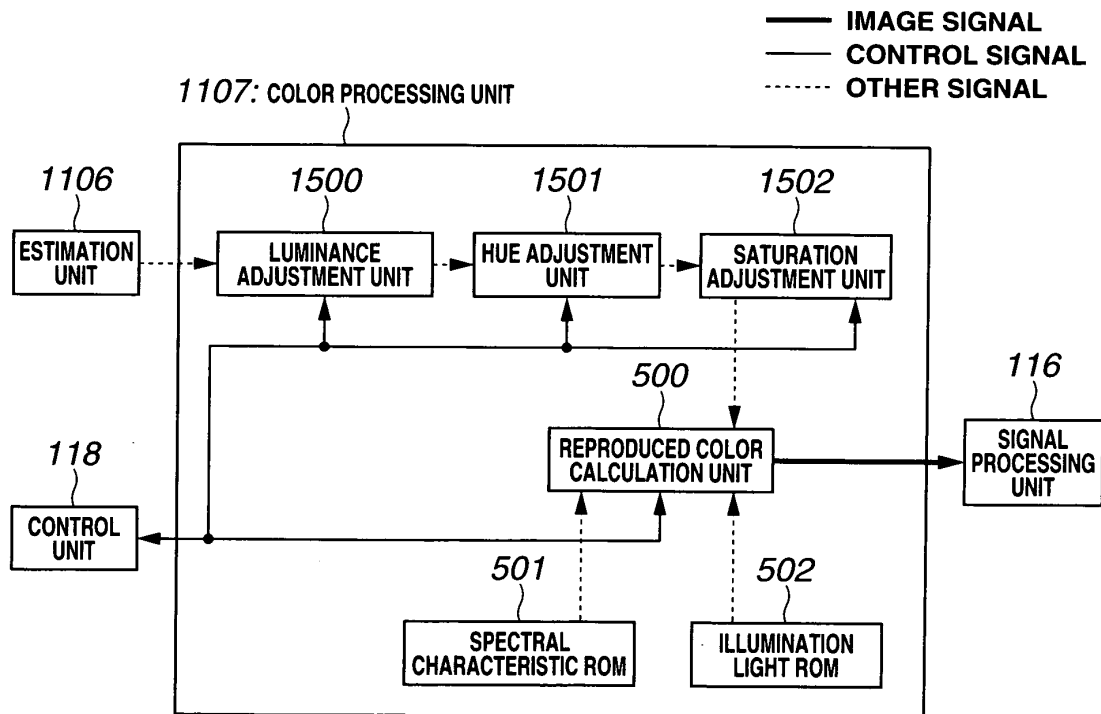 IMAGE SIGNAL
CONTROL SIGNAL
OTHER SIGNAL
1107: COLOR PROCESSING UNIT
1106
1500
1501
1502
ESTIMATION
UNIT
LUMINANCE
ADJUSTMENT UNIT
HUE ADJUSTMENT
UNIT
SATURATION
ADJUSTMENT UNIT
500
116
REPRODUCED COLOR
CALCULATION UNIT
SIGNAL
PROCESSING
UNIT
118
CONTROL
UNIT
501
502
SPECTRAL
CHARACTERISTIC ROM
ILLUMINATION
LIGHT ROM